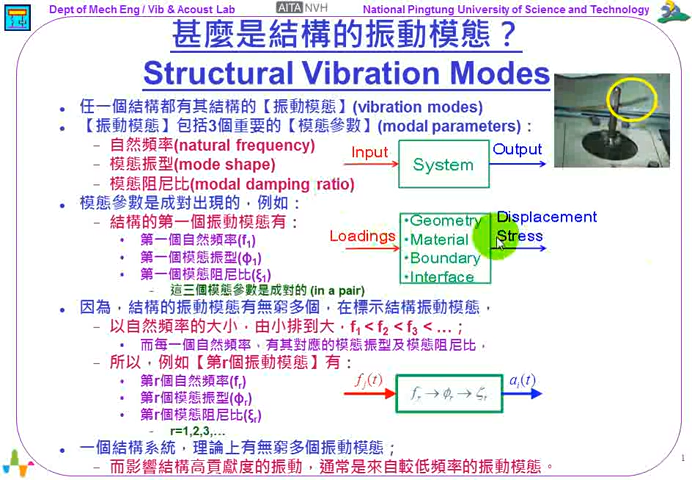 Dept of Mech Eng / Vib & Acoust Lab
AITA NVH
National Pingtung University of Science and Technology
甚麼是結構的振動模態？
Structural Vibration Modes
任一個結構都有其結構的【振動模態】(vibration modes)
【振動模態】包括3個重要的【模態參數】(modal parameters)：
– 自然頻率(natural frequency)
– 模態振型(mode shape)
– 模態阻尼比(modal damping ratio)
Input
System
Output
• 模態參數是成對出現的，例如：
– 結構的第一個振動模態有：
• 第一個自然頻率(f₁)
• 第一個模態振型(ϕ₁)
• 第一個模態阻尼比(ξ₁)
– 這三個模態參數是成對的 (in a pair)
Loadings
•Geometry
•Material
•Boundary
•Interface
Displacement
Stress
• 因為，結構的振動模態有無窮多個，在標示結構振動模態，
– 以自然頻率的大小，由小排到大，f₁ < f₂ < f₃ < …；
• 而每一個自然頻率，有其對應的模態振型及模態阻尼比，
– 所以，例如【第r個振動模態】有：
• 第r個自然頻率(fᵣ)
• 第r個模態振型(ϕᵣ)
• 第r個模態阻尼比(ξᵣ)
– r=1,2,3,…
fⱼ(t)
fᵣ → ϕᵣ → ζᵣ
aᵢ(t)
• 一個結構系統，理論上有無窮多個振動模態；
– 而影響結構高貢獻度的振動，通常是來自較低頻率的振動模態。
1